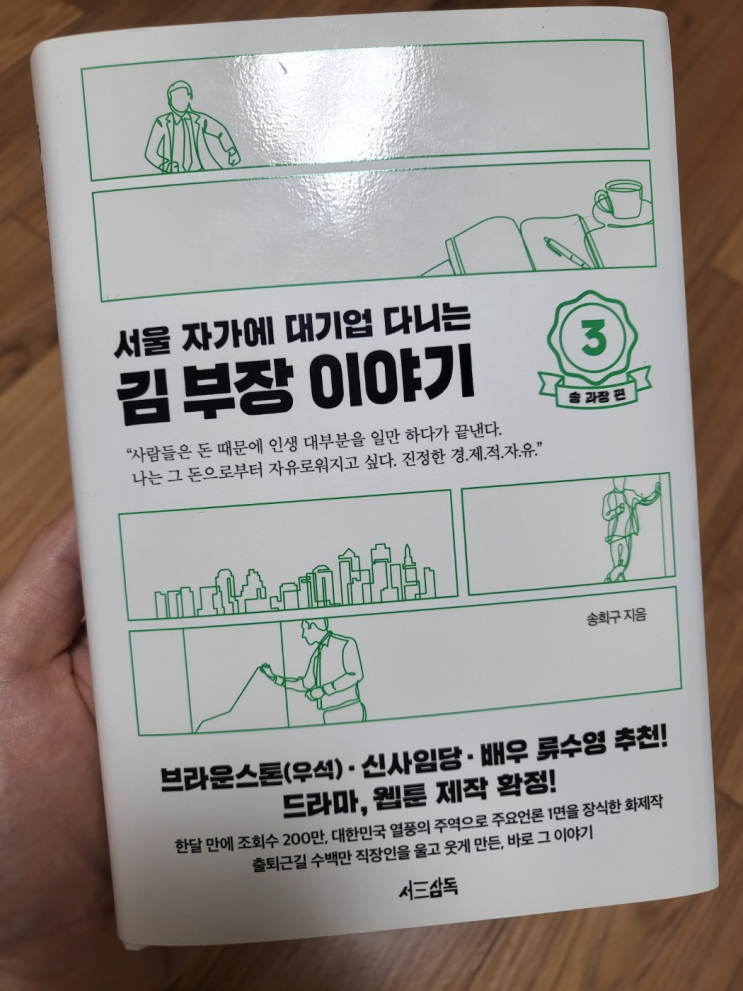 서울 자가에 대기업 다니는
김 부장 이야기
3
송 과장 편
“사람들은 돈 때문에 인생 대부분을 일만 하다가 끝낸다.
나는 그 돈으로부터 자유로워지고 싶다. 진정한 경.제.적.자.유.”
송희구 지음
브라운스톤(우석)·신사임당·배우 류수영 추천!
드라마, 웹툰 제작 확정!
한달 만에 조회수 200만, 대한민국 열풍의 주역으로 주요언론 1면을 장식한 화제작
출퇴근길 수백만 직장인을 울고 웃게 만든, 바로 그 이야기
서삼독